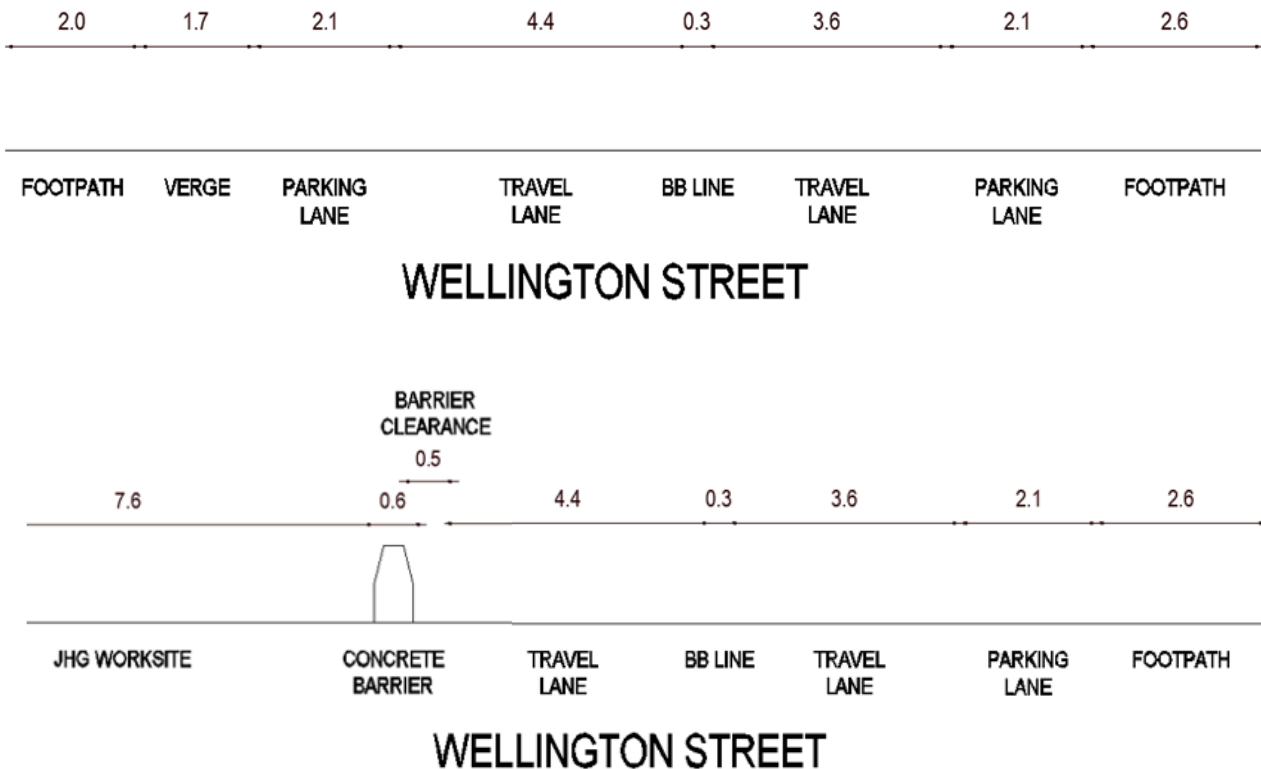 2.0 1.7 2.1 4.4 0.3 3.6 2.1 2.6
FOOTPATH VERGE PARKING TRAVEL BB LINE TRAVEL PARKING FOOTPATH
LANE LANE LANE LANE
WELLINGTON STREET
BARRIER
CLEARANCE
0.5
7.6 0.6 4.4 0.3 3.6 2.1 2.6
JHG WORKSITE CONCRETE TRAVEL BB LINE TRAVEL PARKING FOOTPATH
BARRIER LANE LANE LANE
WELLINGTON STREET